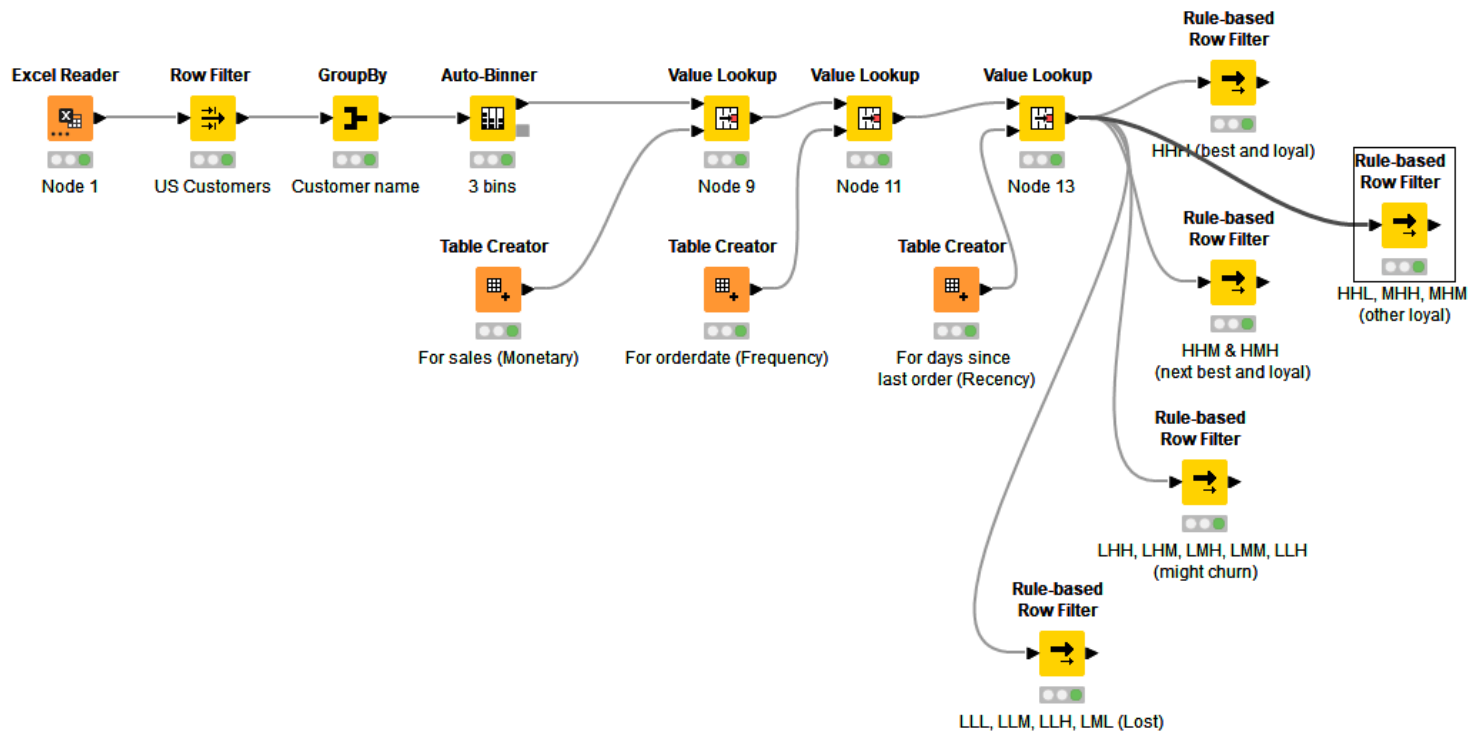 Excel Reader
Node 1
Row Filter
US Customers
GroupBy
Customer name
Auto-Binner
3 bins
Value Lookup
Node 9
Value Lookup
Node 11
Value Lookup
Node 13
Table Creator
For sales (Monetary)
Table Creator
For orderdate (Frequency)
Table Creator
For days since
last order (Recency)
Rule-based
Row Filter
HHH (best and loyal)
Rule-based
Row Filter
HHL, MHH, MHM
(other loyal)
Rule-based
Row Filter
HHM & HMH
(next best and loyal)
Rule-based
Row Filter
LHH, LHM, LMH, LMM, LLH
(might churn)
Rule-based
Row Filter
LLL, LLM, LLH, LML (Lost)